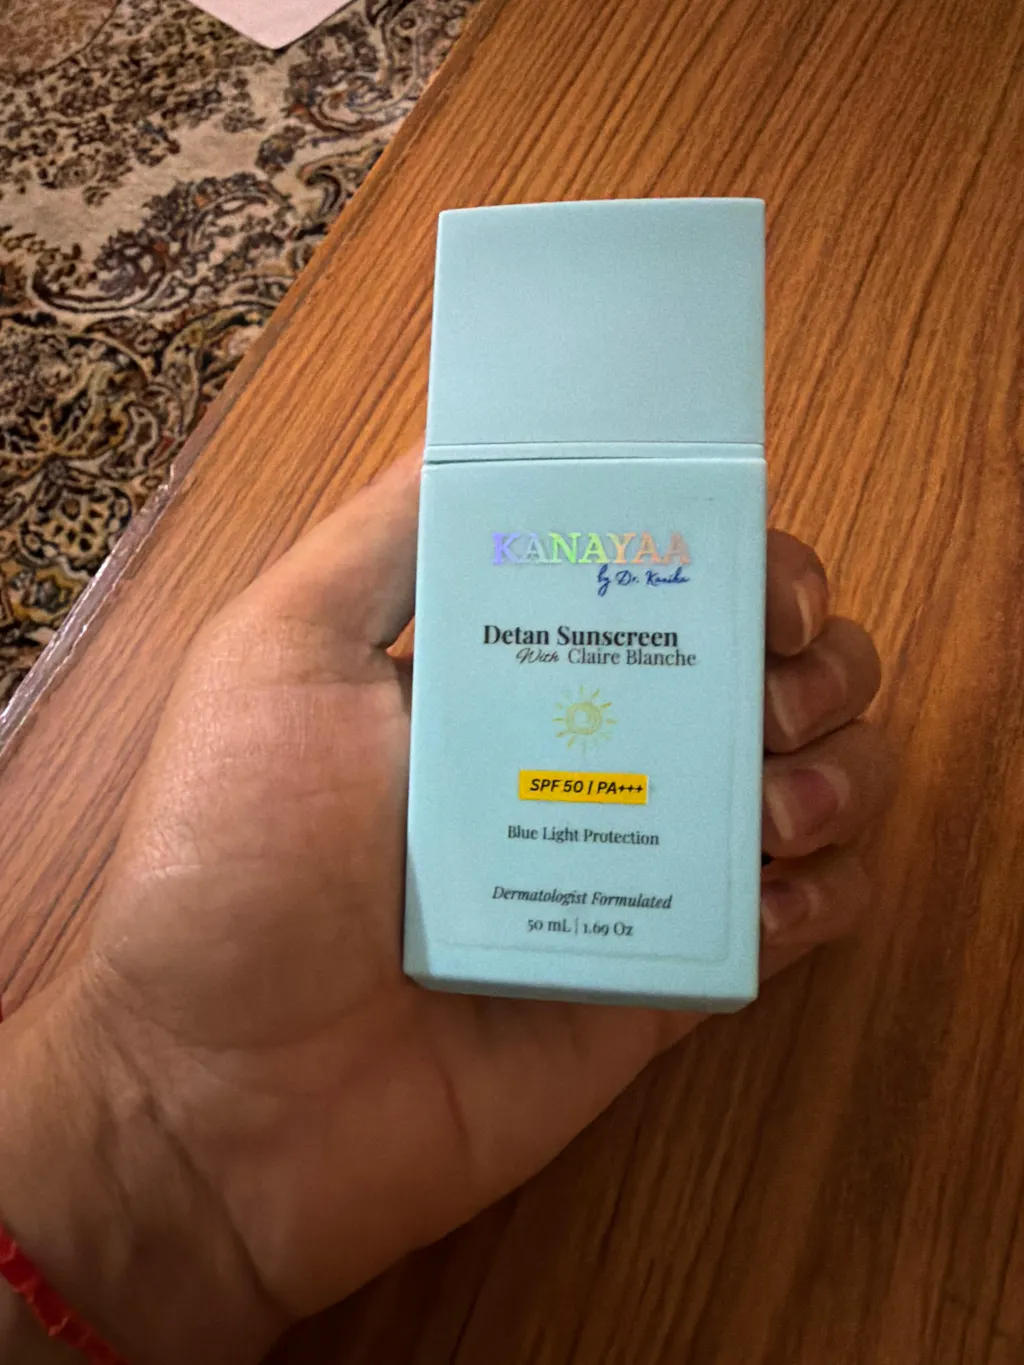 KANAYAA
by Dr. Kanika
Detan Sunscreen
With Claire Blanche
SPF 50 | PA+++
Blue Light Protection
Dermatologist Formulated
50 mL | 1.69 Oz